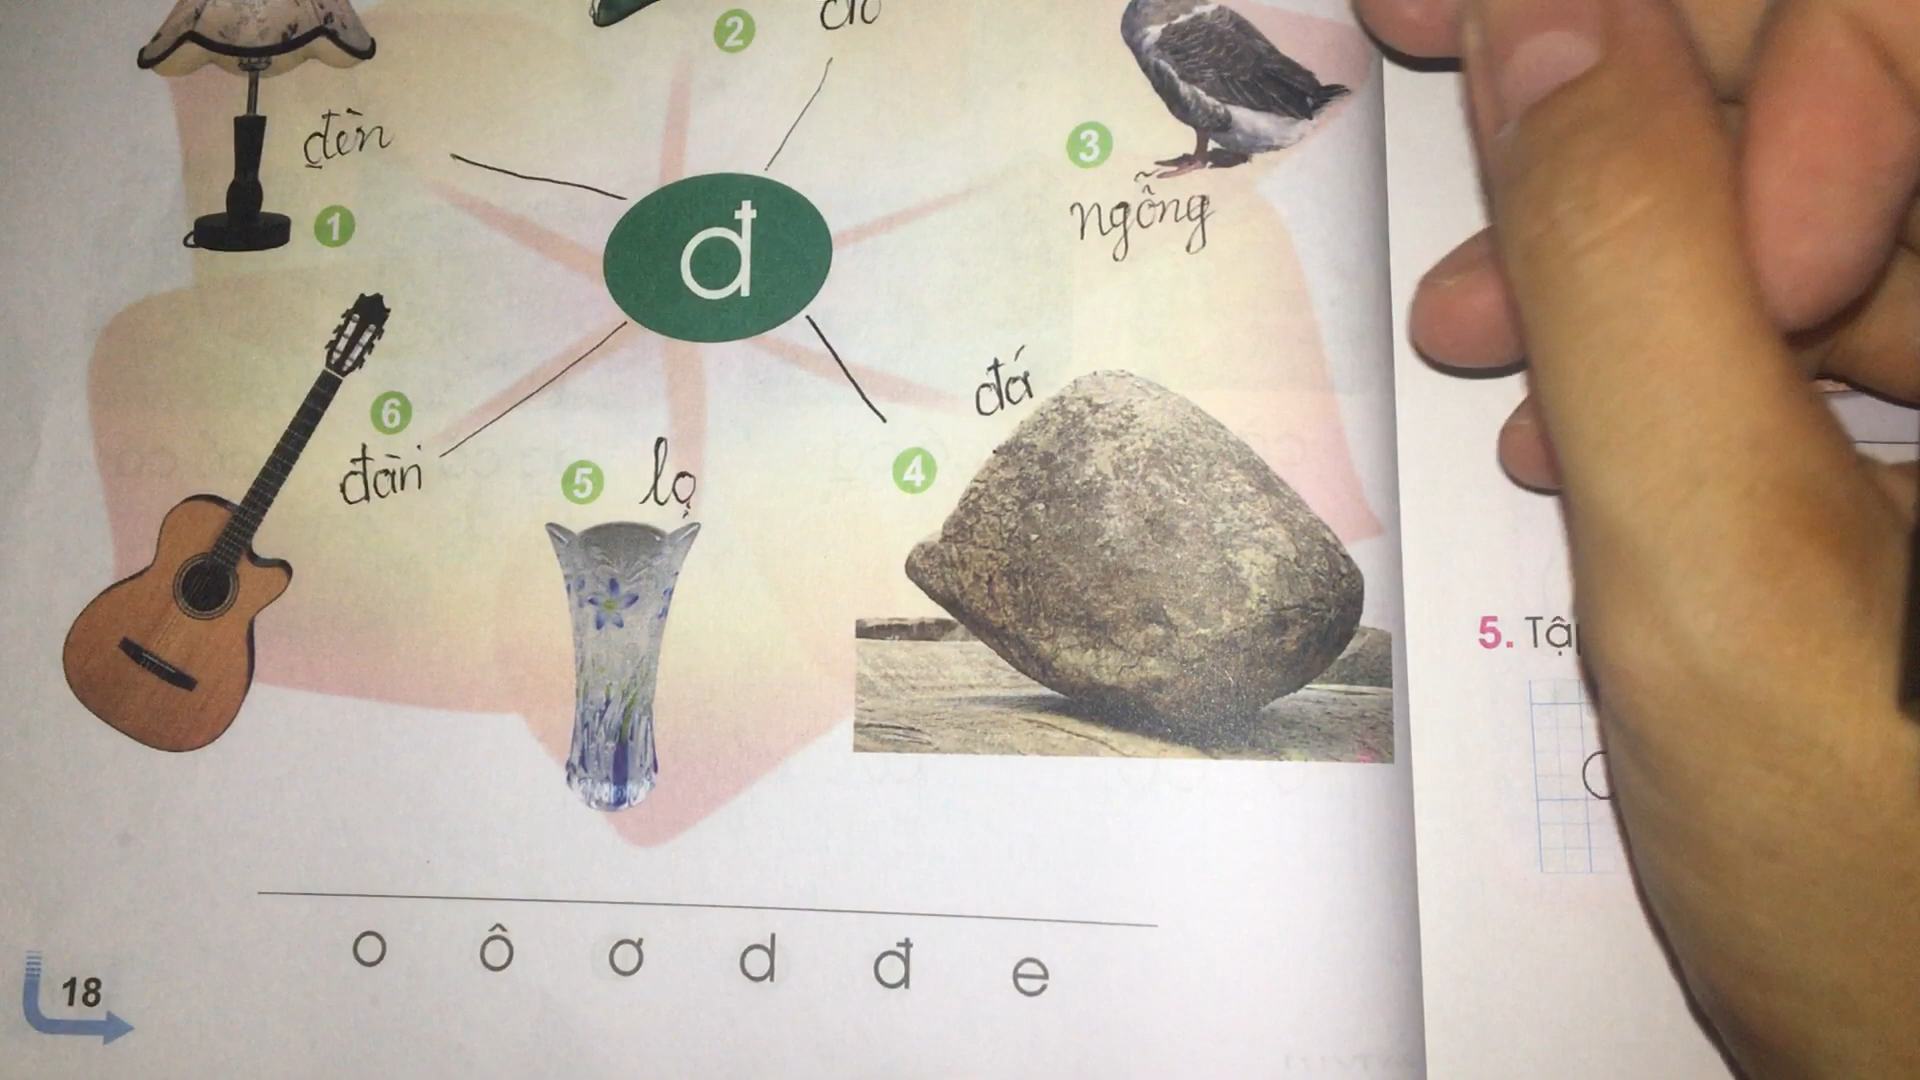 2
đèn
3
1
đ
ngỗng
đá
6
đàn
5
lọ
4
5. Tậ
o ô ơ d đ e
18